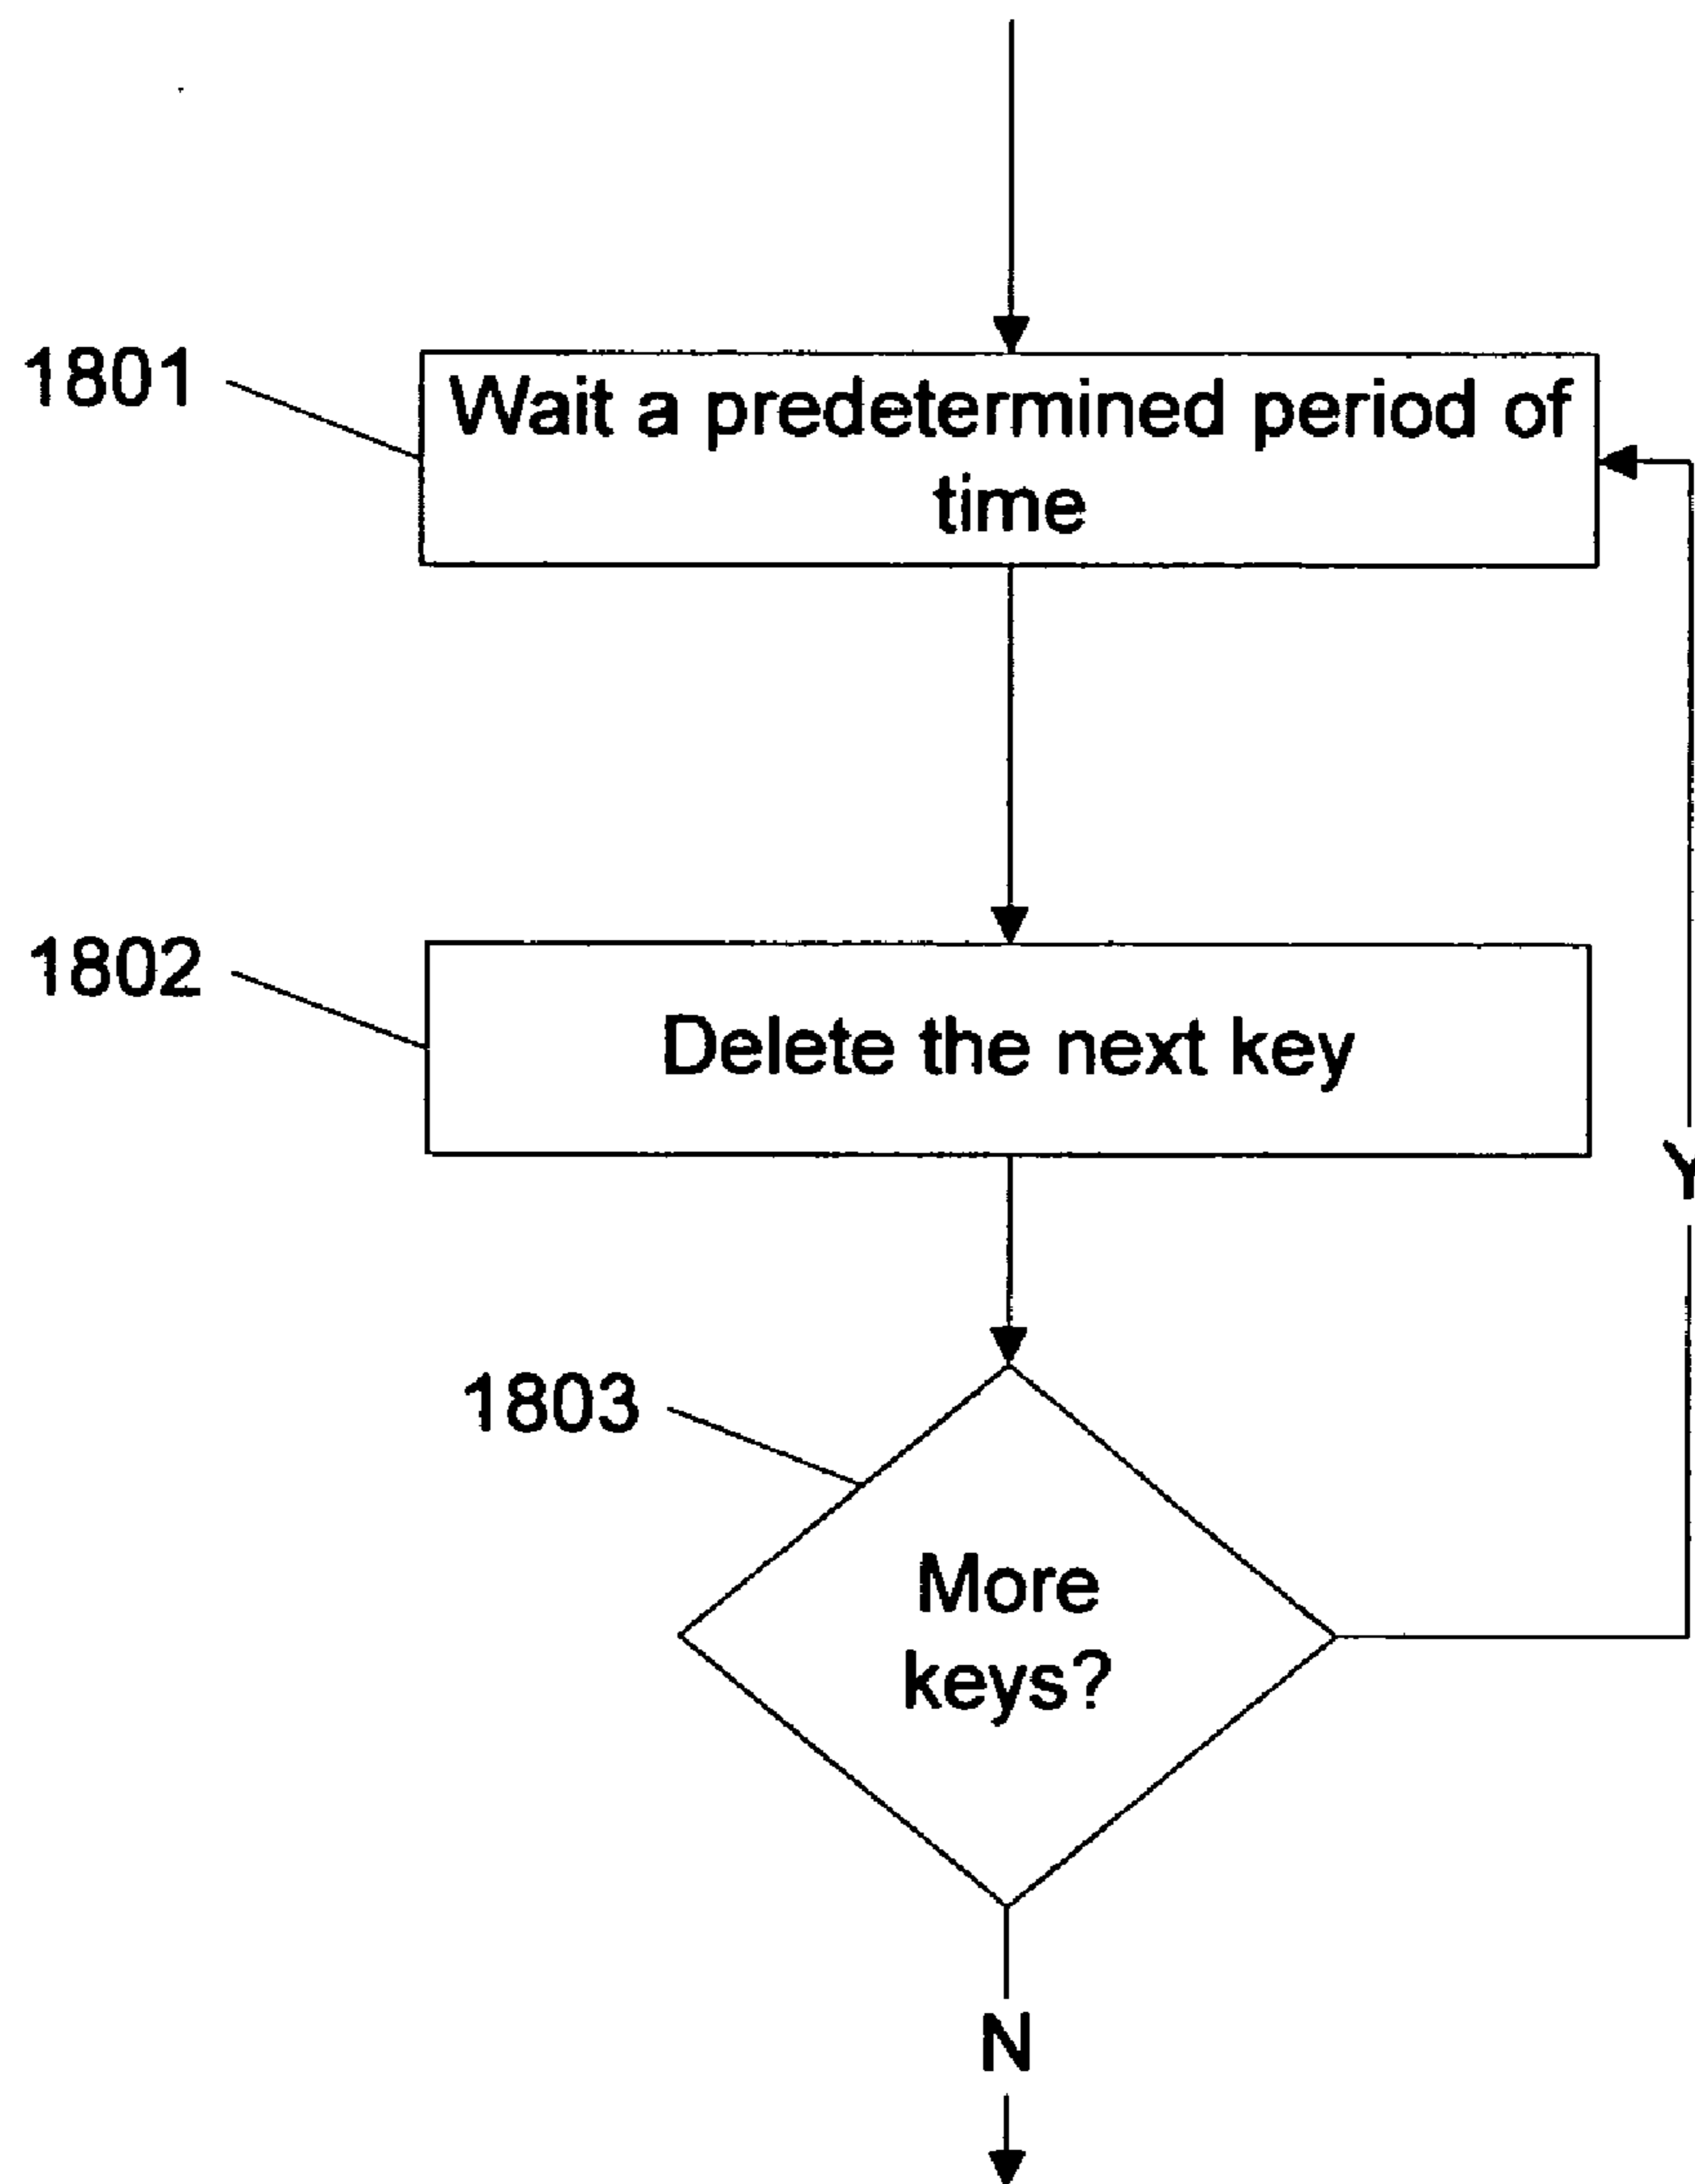 1801
Wait a predetermined period of
time
1802
Delete the next key
Y
1803
More
keys?
N